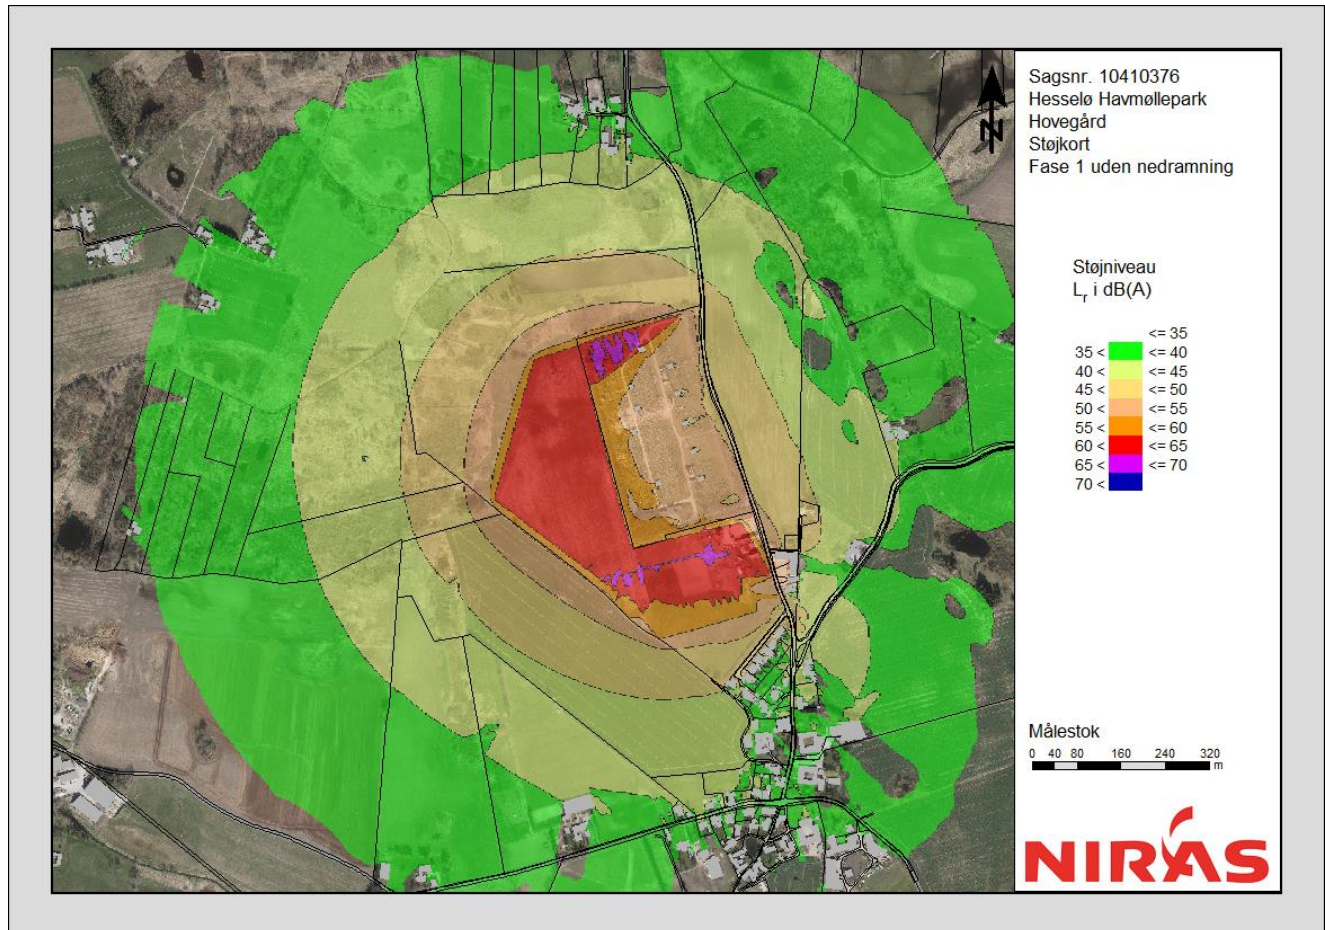 N
Sagsnr. 10410376
Hesselø Havmøllepark
Hovegård
Støjkort
Fase 1 uden nedramning
Støjniveau
Lr i dB(A)
<= 35
35 < <= 40
40 < <= 45
45 < <= 50
50 < <= 55
55 < <= 60
60 < <= 65
65 < <= 70
70 <
Målestok
0 40 80 160 240 320
m
NIRAS